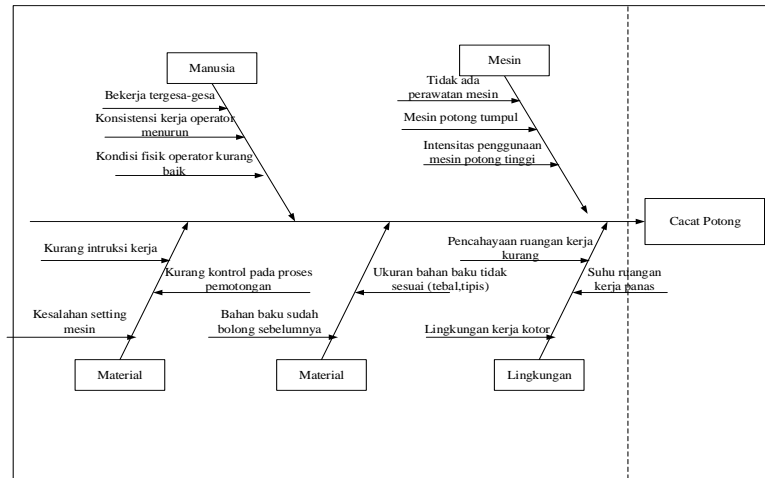 Manusia
Mesin
Bekerja tergesa-gesa
Konsistensi kerja operator
menurun
Kondisi fisik operator kurang
baik
Tidak ada
perawatan mesin
Mesin potong tumpul
Intensitas penggunaan
mesin potong tinggi
Cacat Potong
Kurang intruksi kerja
Kurang kontrol pada proses
pemotongan
Kesalahan setting
mesin
Material
Ukuran bahan baku tidak
sesuai (tebal,tipis)
Bahan baku sudah
bolong sebelumnya
Material
Pencahayaan ruangan kerja
kurang
Suhu ruangan
kerja panas
Lingkungan kerja kotor
Lingkungan